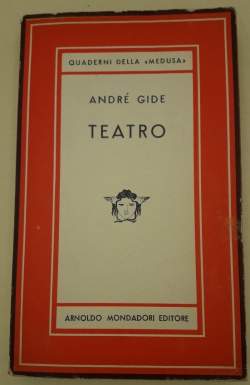 QUADERNI DELLA «MEDUSA»
ANDRÉ GIDE
TEATRO
ARNOLDO MONDADORI EDITORE